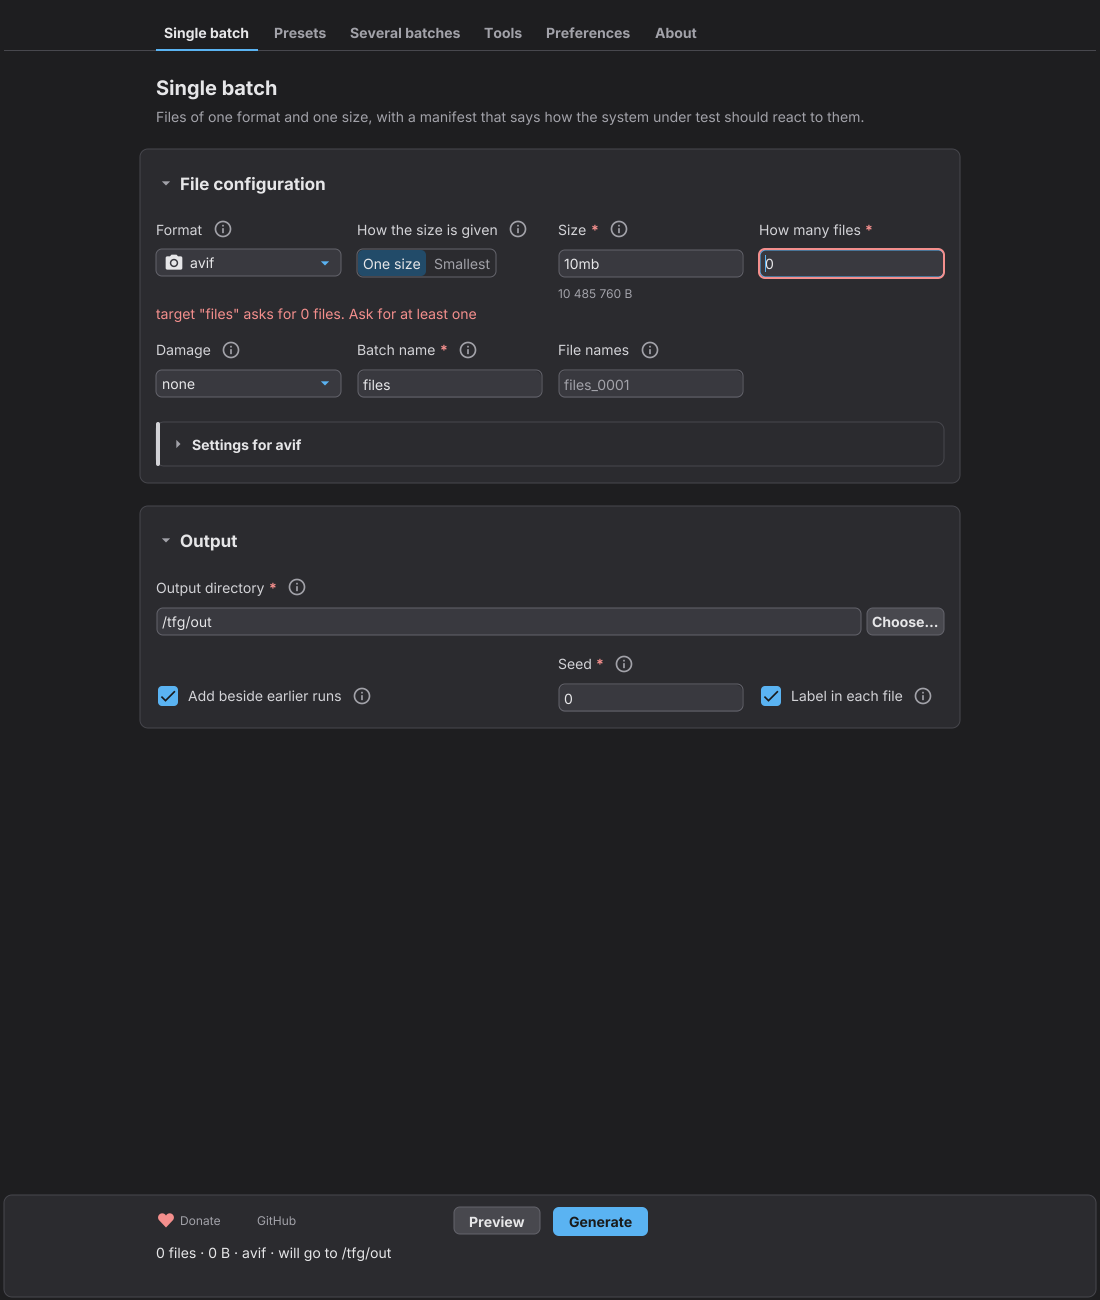 Single batch Presets Several batches Tools Preferences About
Single batch
Files of one format and one size, with a manifest that says how the system under test should react to them.
File configuration
Format How the size is given Size * How many files *
avif One size Smallest 10mb 0
10 485 760 B
target "files" asks for 0 files. Ask for at least one
Damage Batch name * File names
none files files_0001
Settings for avif
Output
Output directory *
/tfg/out Choose...
Seed *
Add beside earlier runs 0 Label in each file
Donate GitHub Preview Generate
0 files · 0 B · avif · will go to /tfg/out